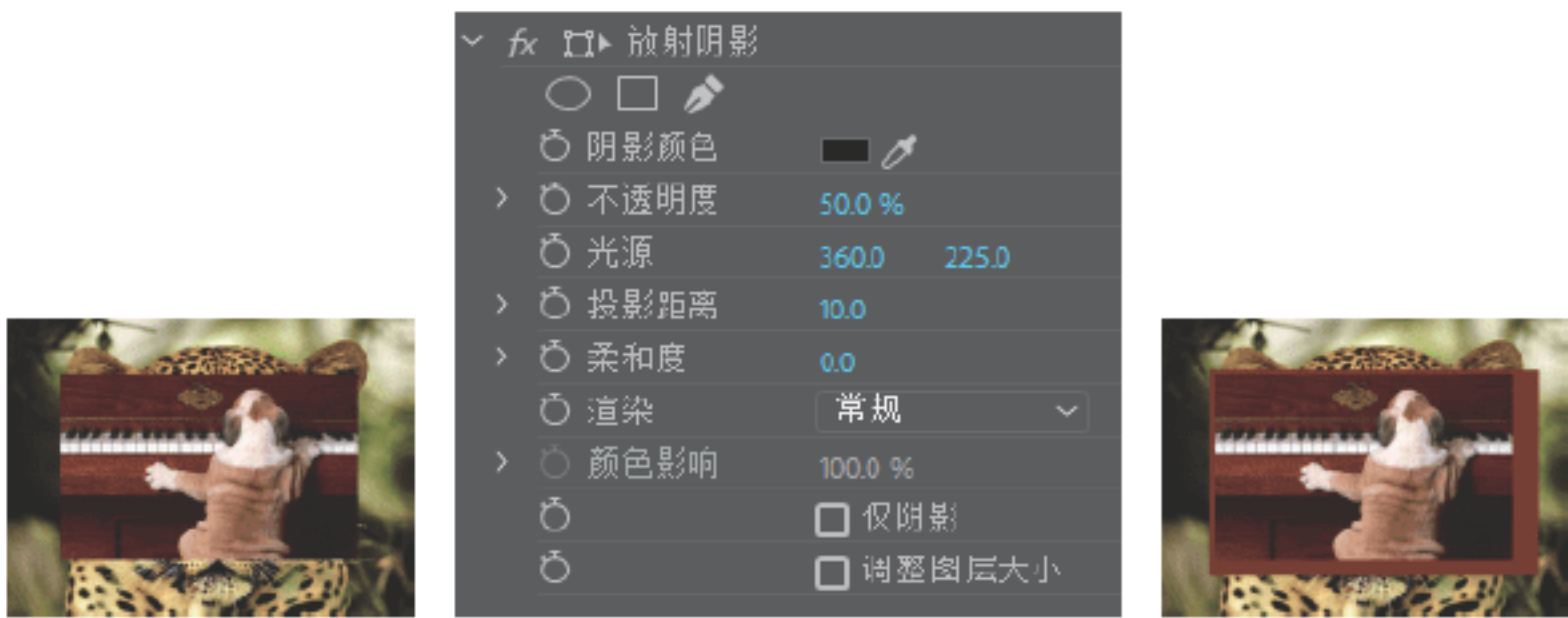 fx 放射阴影
阴影颜色
不透明度 50.0 %
光源 360.0 225.0
投影距离 10.0
柔和度 0.0
渲染 常规
颜色影响 100.0 %
仅阴影
调整图层大小